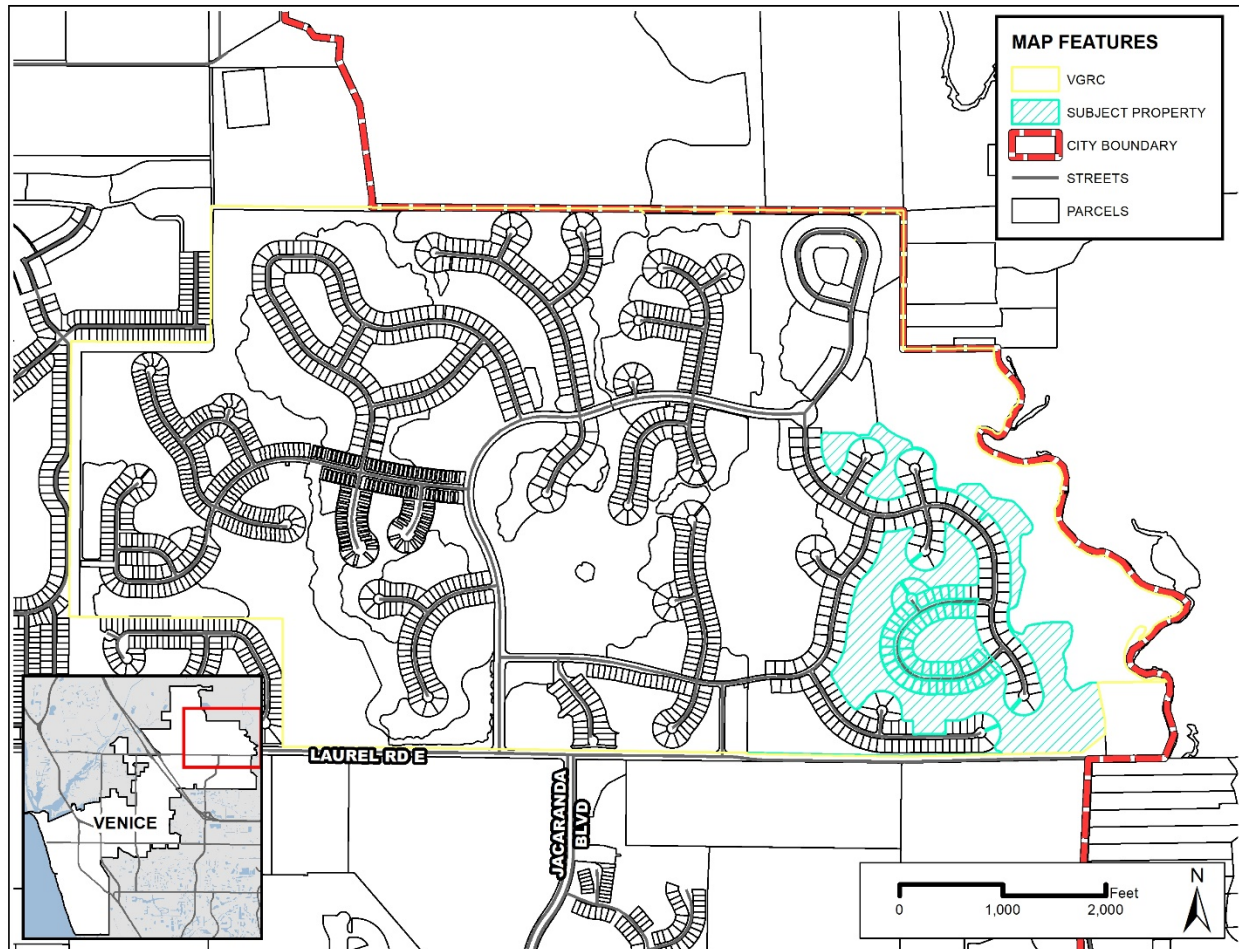 MAP FEATURES
VGRC
SUBJECT PROPERTY
CITY BOUNDARY
STREETS
PARCELS
LAUREL RD E
JACARANDA
BLVD
VENICE
N
Feet
0 1,000 2,000